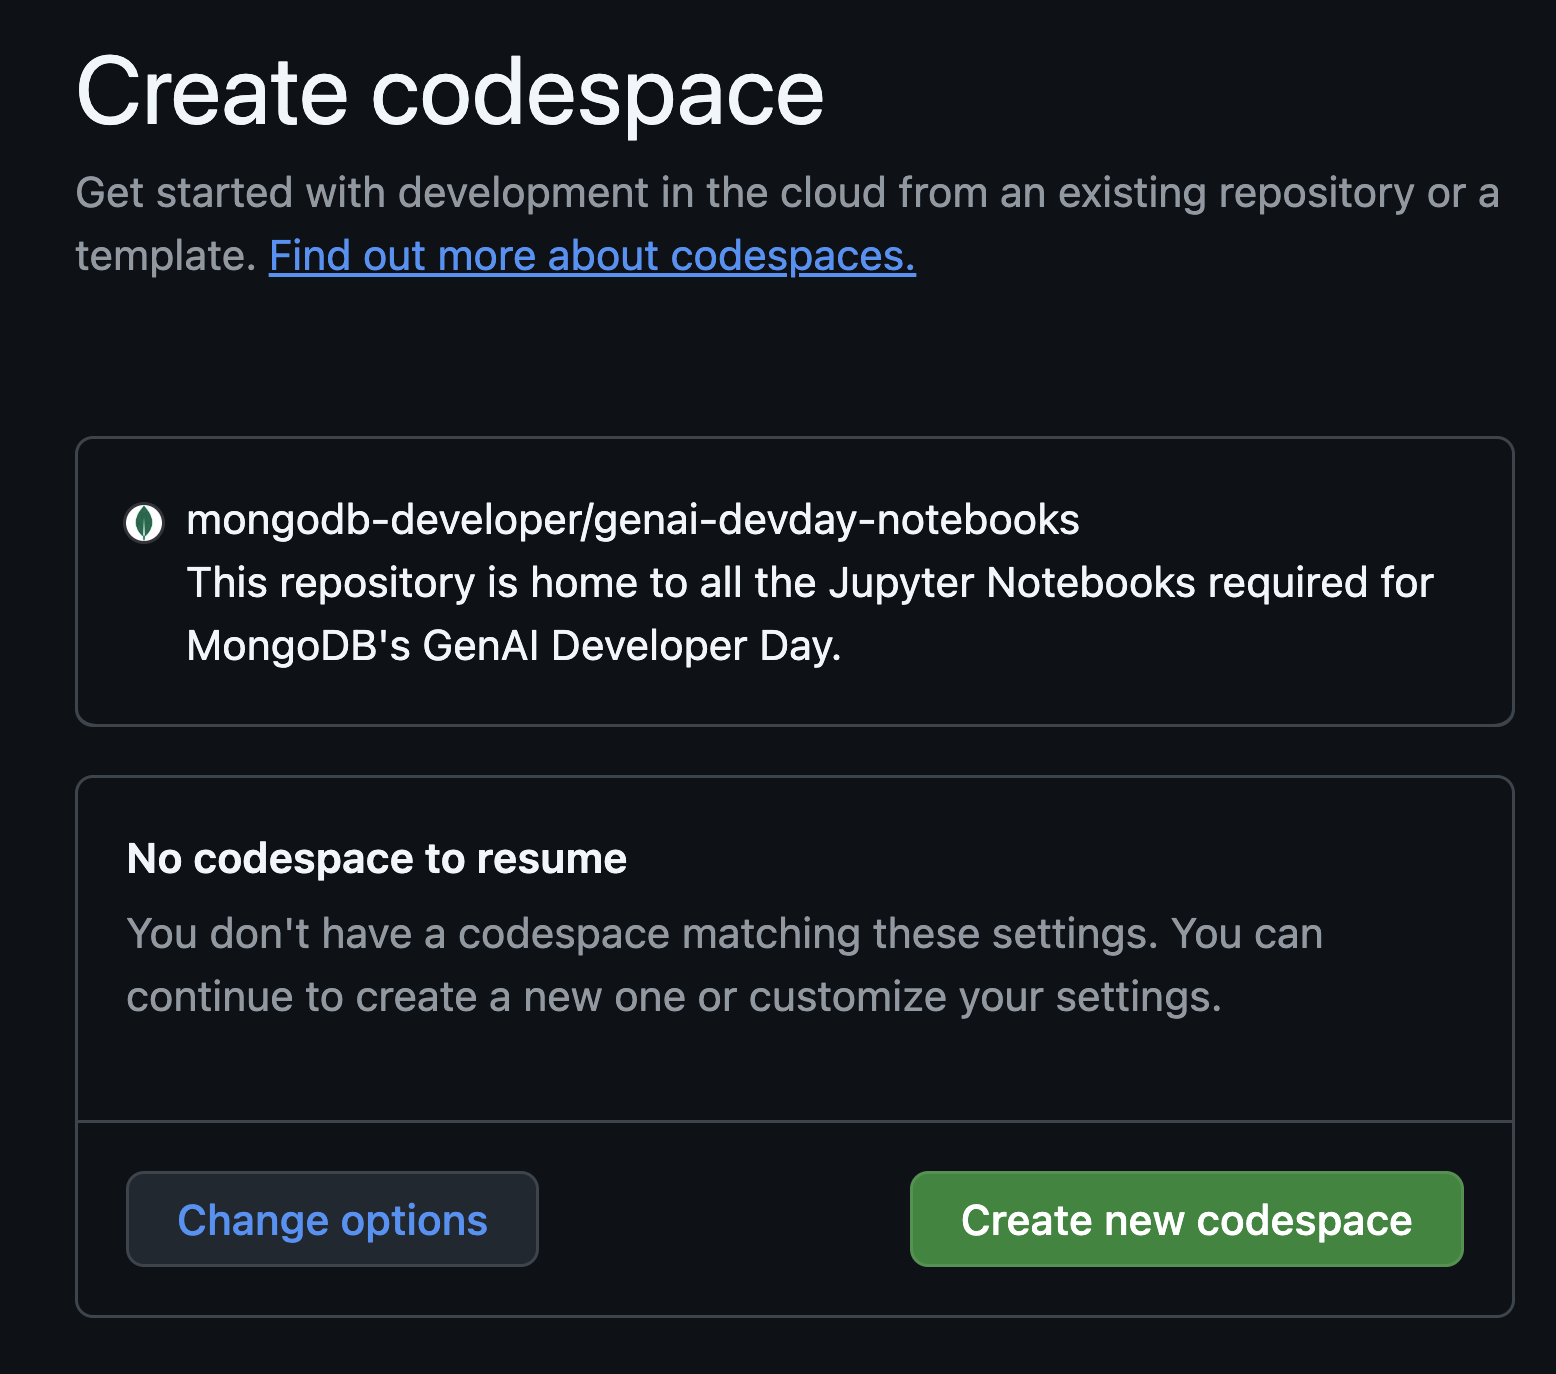 Create codespace
Get started with development in the cloud from an existing repository or a
template. Find out more about codespaces.
mongodb-developer/genai-devday-notebooks
This repository is home to all the Jupyter Notebooks required for
MongoDB's GenAI Developer Day.
No codespace to resume
You don't have a codespace matching these settings. You can
continue to create a new one or customize your settings.
Change options
Create new codespace